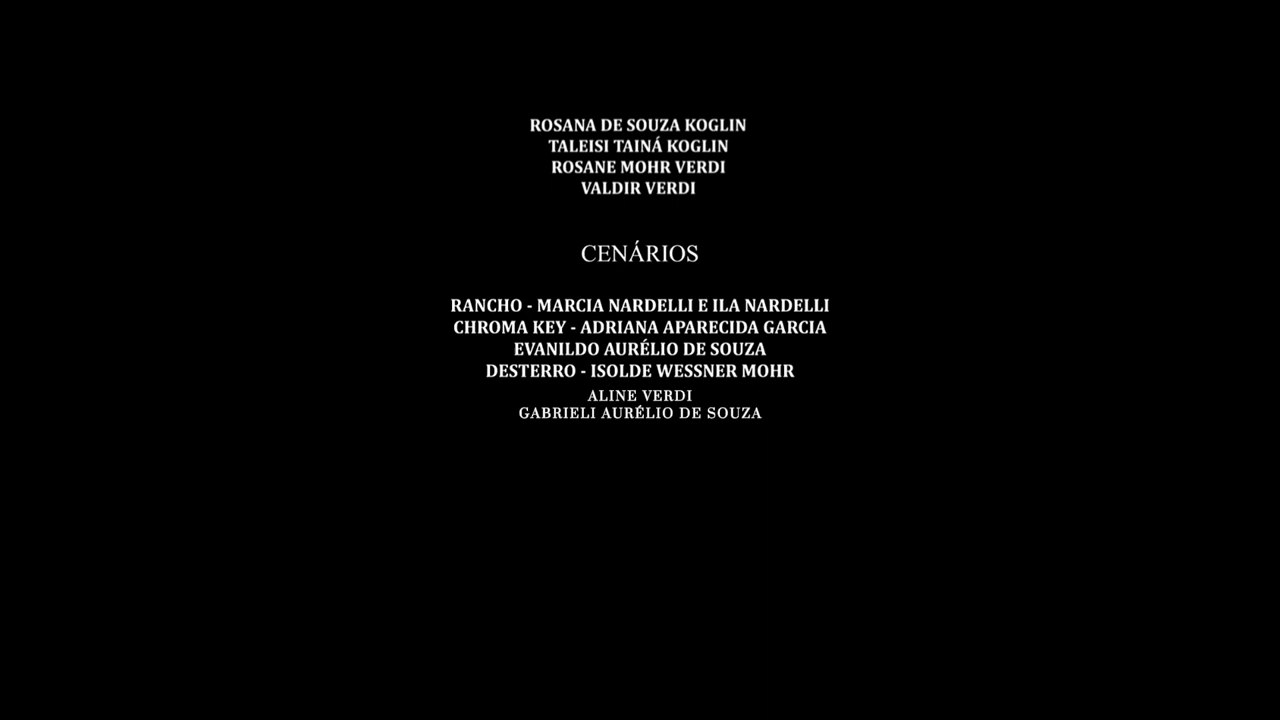 ROSANA DE SOUZA KOGLIN
TALEISI TAINÁ KOGLIN
ROSANE MOHR VERDI
VALDIR VERDI
CENÁRIOS
RANCHO - MARCIA NARDELLI E ILA NARDELLI
CHROMA KEY - ADRIANA APARECIDA GARCIA
EVANILDO AURÉLIO DE SOUZA
DESTERRO - ISOLDE WESSNER MOHR
ALINE VERDI
GABRIELI AURÉLIO DE SOUZA